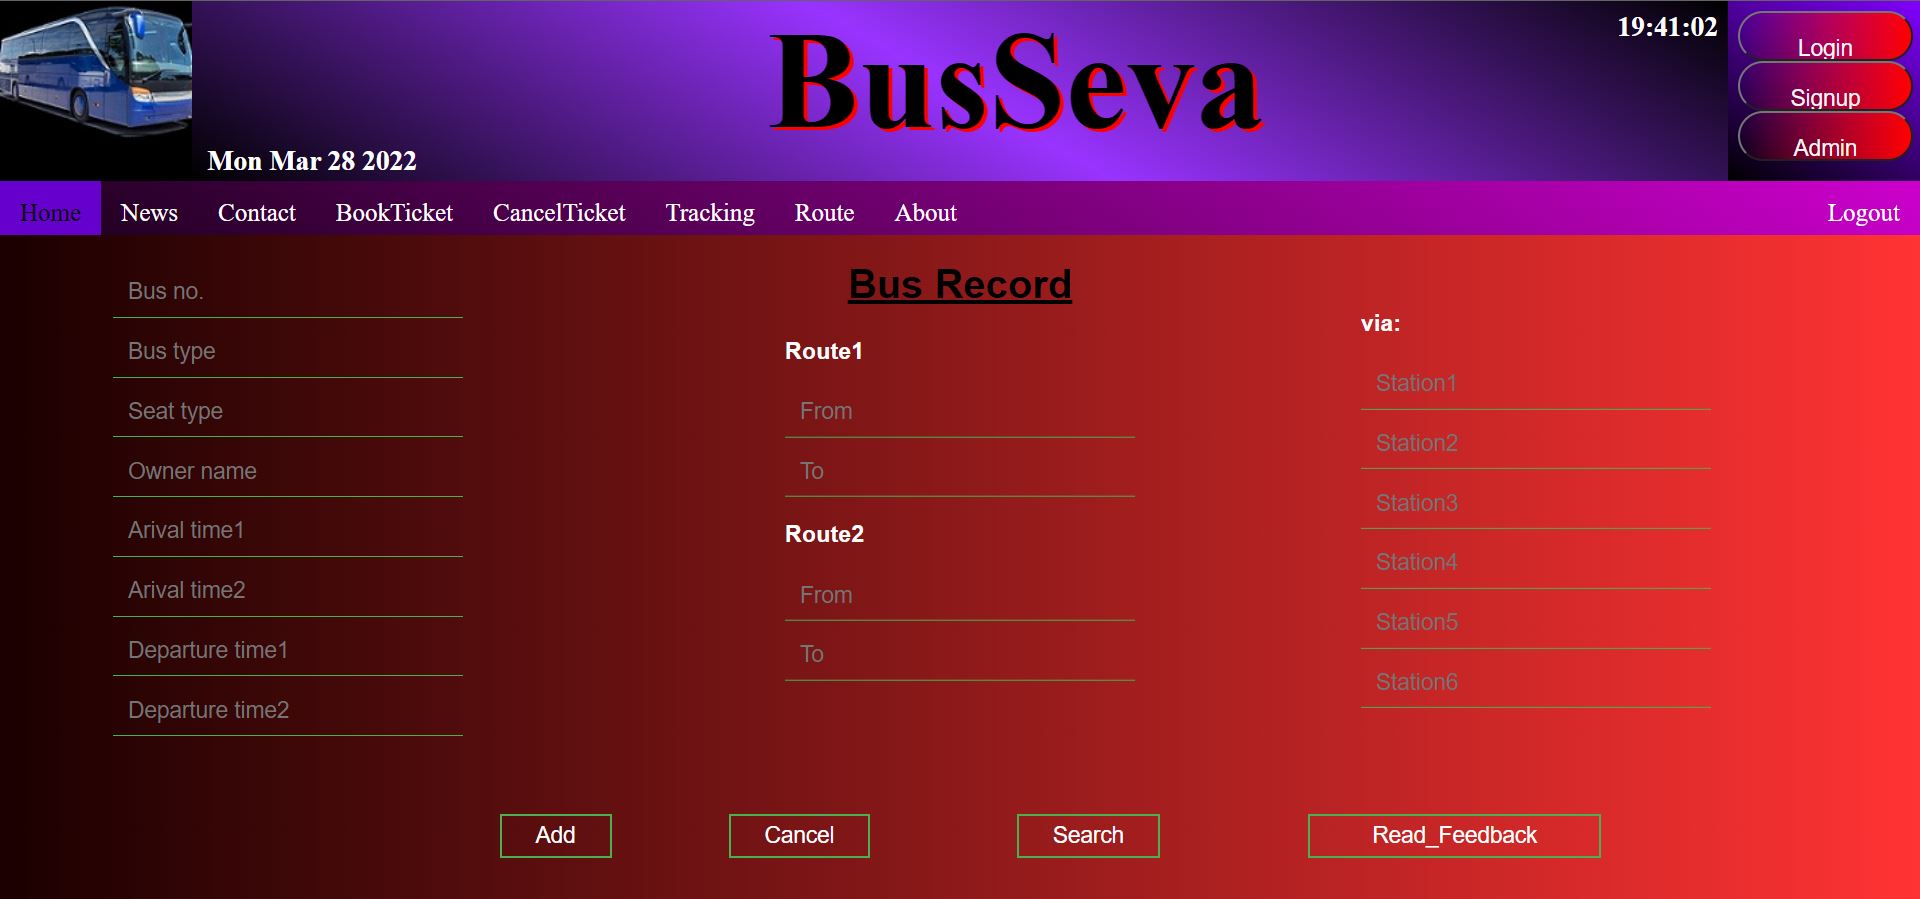 BusSeva
19:41:02
Mon Mar 28 2022
Login
Signup
Admin
Home News Contact BookTicket CancelTicket Tracking Route About Logout
Bus Record
Bus no.
Bus type
Seat type
Owner name
Arival time1
Arival time2
Departure time1
Departure time2
Route1
From
To
Route2
From
To
via:
Station1
Station2
Station3
Station4
Station5
Station6
Add Cancel Search Read_Feedback